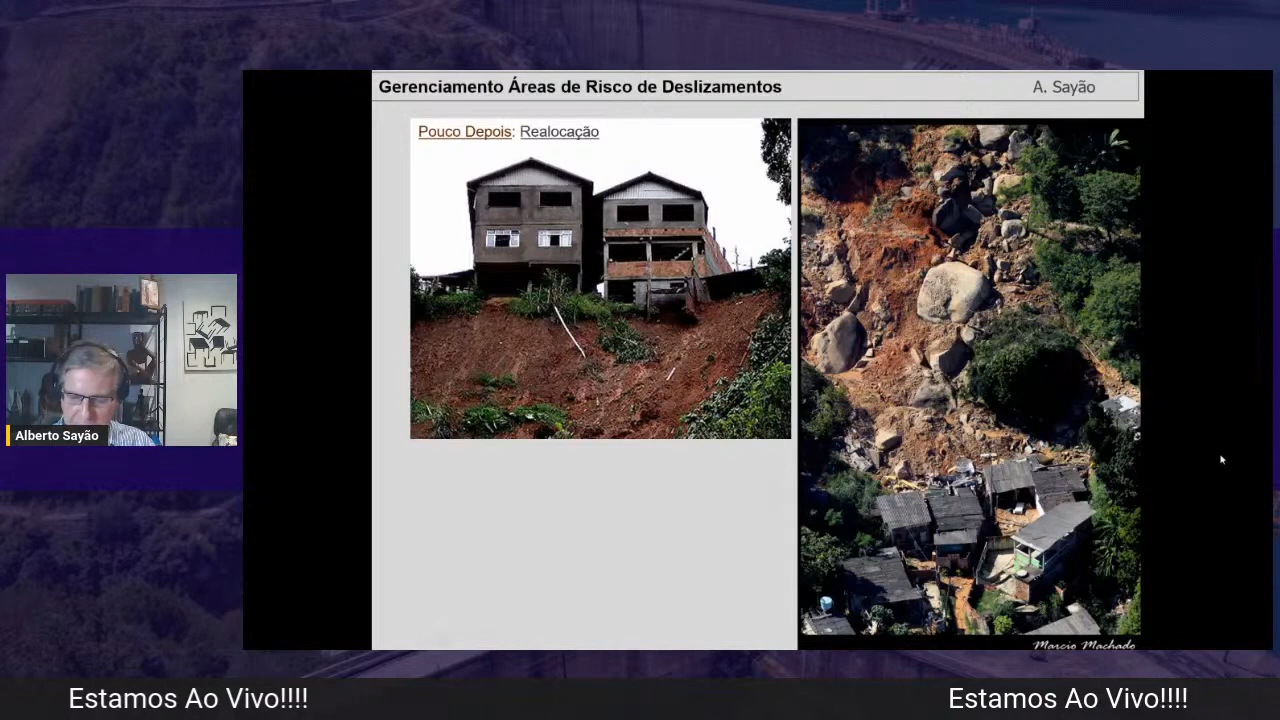 Gerenciamento Áreas de Risco de Deslizamentos
A. Sayão
Pouco Depois: Realocação
Marcio Machado
Alberto Sayão
Estamos Ao Vivo!!!!
Estamos Ao Vivo!!!!